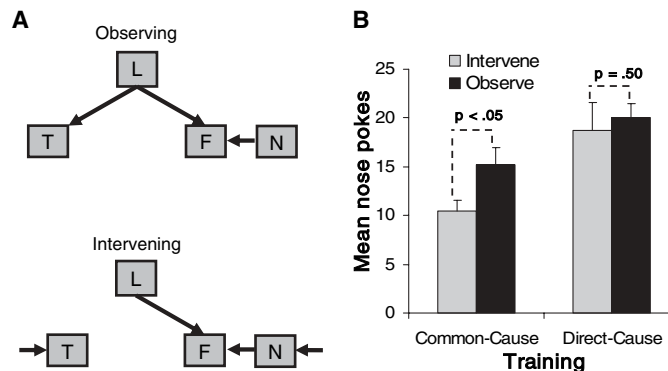 A
Observing
L
T
F
N
Intervening
L
T
F
N
B
Intervene
Observe
Mean nose pokes
25
20
15
10
5
0
p < .05
p = .50
Common-Cause
Direct-Cause
Training